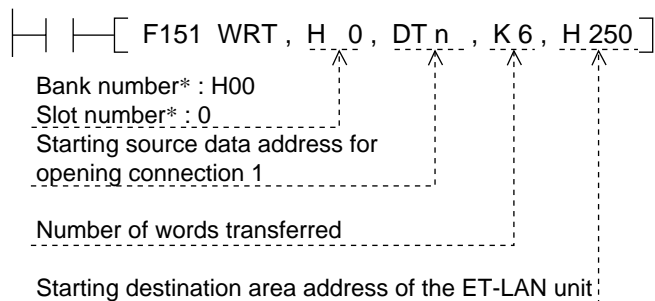 F151 WRT , H 0, DT n , K 6, H 250
Bank number* : H00
Slot number* : 0
Starting source data address for
opening connection 1
Number of words transferred
Starting destination area address of the ET-LAN unit